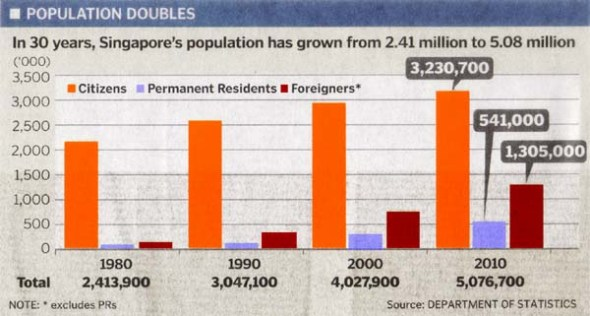 POPULATION DOUBLES
In 30 years, Singapore's population has grown from 2.41 million to 5.08 million
('000)
3,500
3,000
2,500
2,000
1,500
1,000
500
0
Citizens Permanent Residents Foreigners*
3,230,700
541,000
1,305,000
1980 1990 2000 2010
Total 2,413,900 3,047,100 4,027,900 5,076,700
NOTE: * excludes PRs Source: DEPARTMENT OF STATISTICS